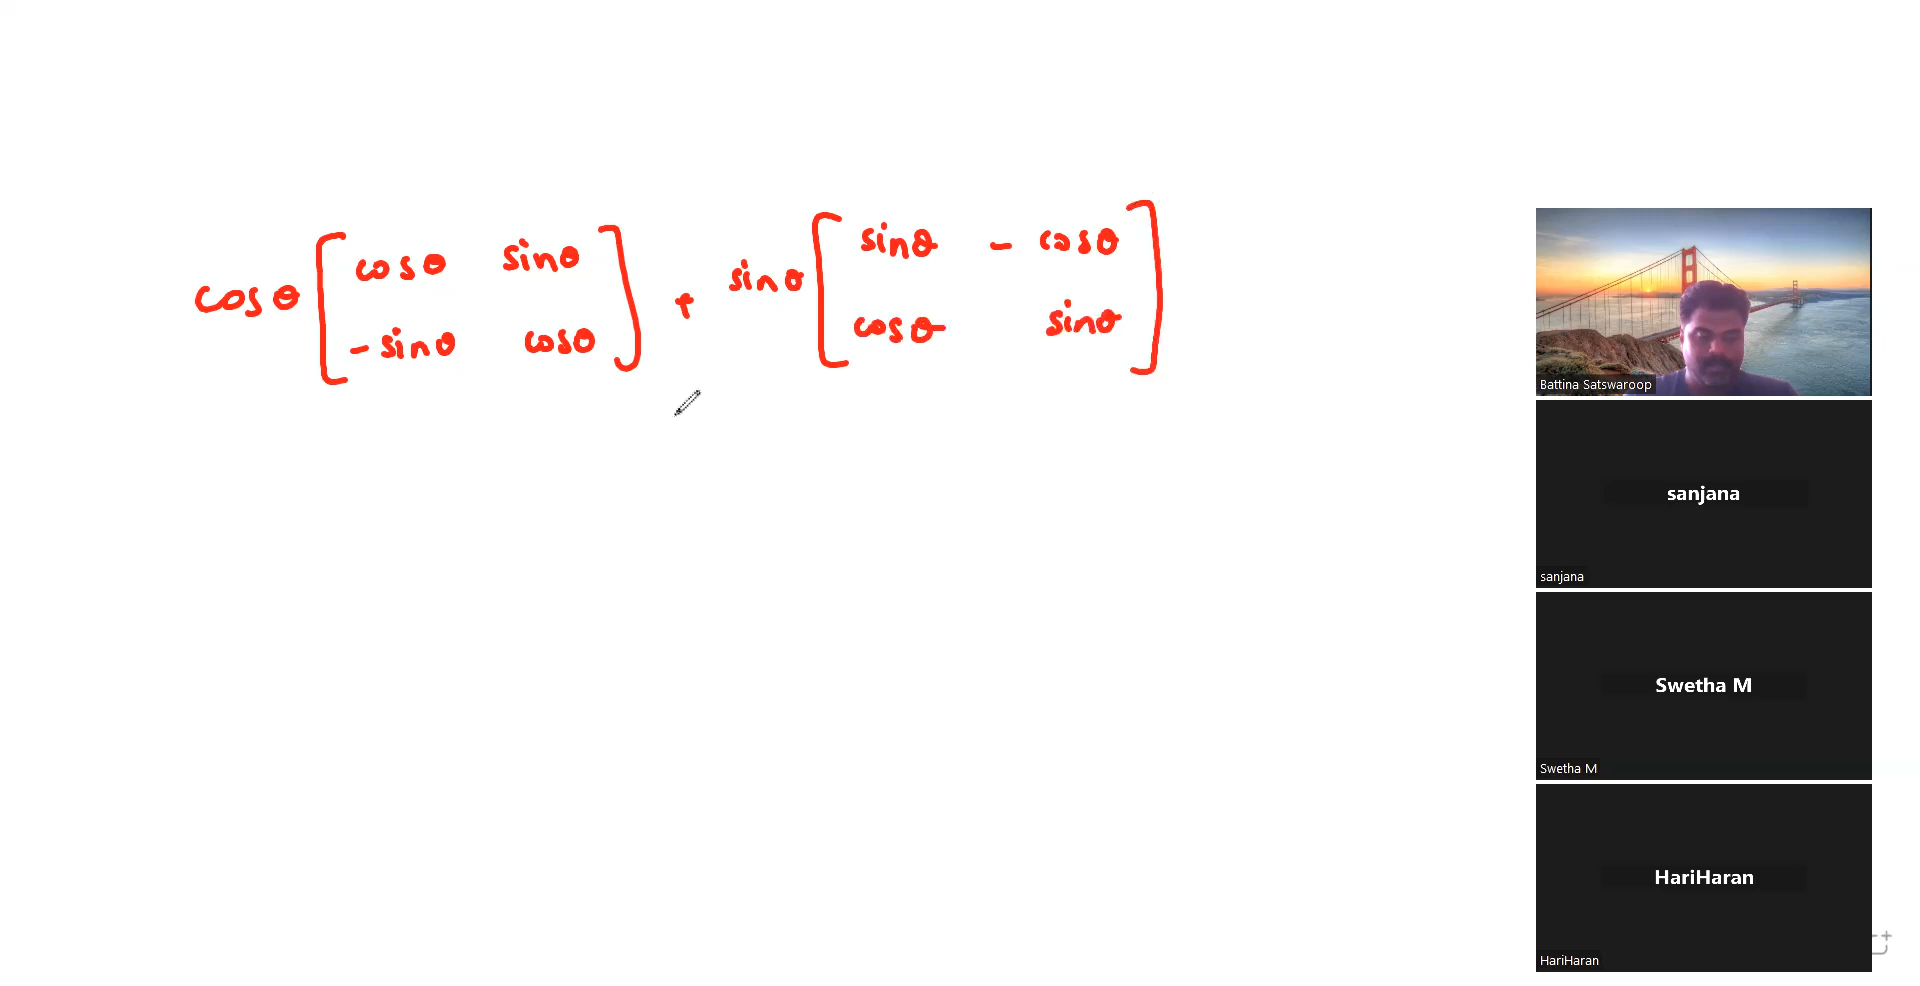 cosθ [ cosθ sinθ ] + sinθ [ sinθ - cosθ ]
[ - sinθ cosθ ] [ cosθ sinθ ]
Battina Satswaroop
sanjana
sanjana
Swetha M
Swetha M
HariHaran
HariHaran